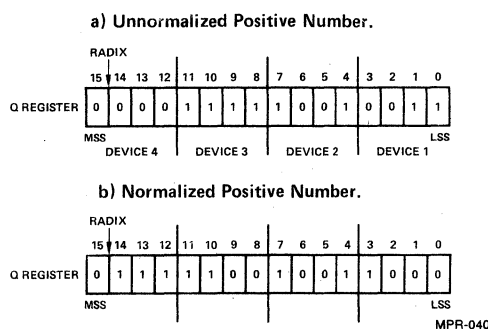 a) Unnormalized Positive Number.
RADIX
15 14 13 12 11 10 9 8 7 6 5 4 3 2 1 0
Q REGISTER 0 0 0 0 1 1 1 1 1 0 0 1 0 0 1 1
MSS LSS
DEVICE 4 DEVICE 3 DEVICE 2 DEVICE 1
b) Normalized Positive Number.
RADIX
15 14 13 12 11 10 9 8 7 6 5 4 3 2 1 0
Q REGISTER 0 1 1 1 1 1 0 0 1 0 0 1 1 0 0 0
MSS LSS
MPR-040